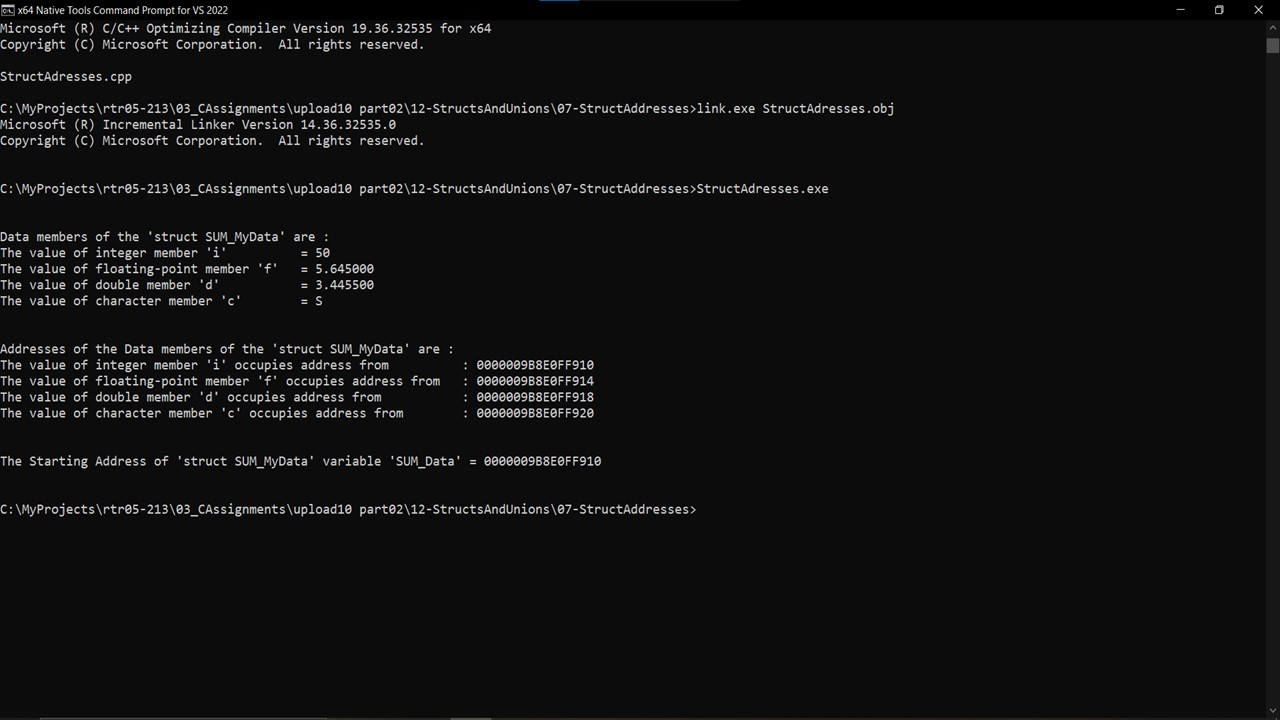 x64 Native Tools Command Prompt for VS 2022
Microsoft (R) C/C++ Optimizing Compiler Version 19.36.32535 for x64
Copyright (C) Microsoft Corporation.  All rights reserved.
StructAdresses.cpp
C:\MyProjects\rtr05-213\03_CAssignments\upload10 part02\12-StructsAndUnions\07-StructAddresses>link.exe StructAdresses.obj
Microsoft (R) Incremental Linker Version 14.36.32535.0
Copyright (C) Microsoft Corporation.  All rights reserved.
C:\MyProjects\rtr05-213\03_CAssignments\upload10 part02\12-StructsAndUnions\07-StructAddresses>StructAdresses.exe
Data members of the 'struct SUM_MyData' are :
The value of integer member 'i'          = 50
The value of floating-point member 'f'   = 5.645000
The value of double member 'd'           = 3.445500
The value of character member 'c'        = S
Addresses of the Data members of the 'struct SUM_MyData' are :
The value of integer member 'i' occupies address from          : 0000009B8E0FF910
The value of floating-point member 'f' occupies address from   : 0000009B8E0FF914
The value of double member 'd' occupies address from           : 0000009B8E0FF918
The value of character member 'c' occupies address from        : 0000009B8E0FF920
The Starting Address of 'struct SUM_MyData' variable 'SUM_Data' = 0000009B8E0FF910
C:\MyProjects\rtr05-213\03_CAssignments\upload10 part02\12-StructsAndUnions\07-StructAddresses>